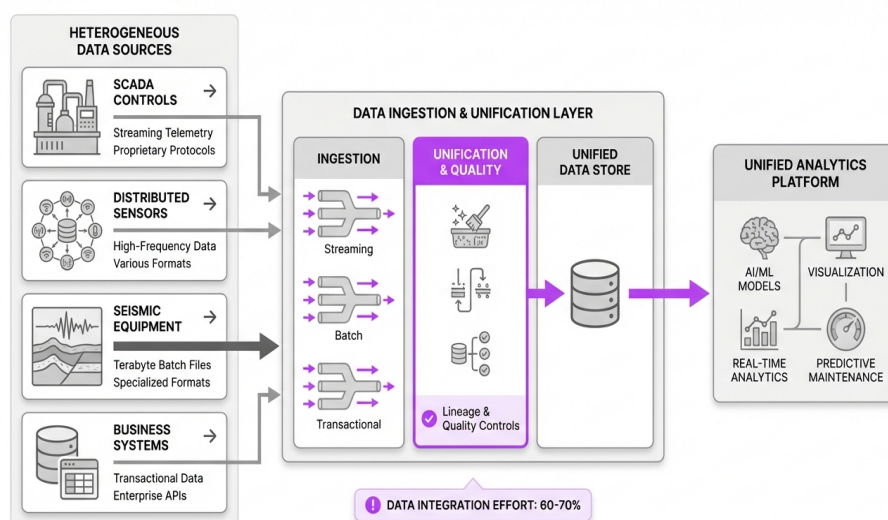 HETEROGENEOUS
DATA SOURCES
SCADA
CONTROLS
Streaming Telemetry
Proprietary Protocols
DISTRIBUTED
SENSORS
High-Frequency Data
Various Formats
SEISMIC
EQUIPMENT
Terabyte Batch Files
Specialized Formats
BUSINESS
SYSTEMS
Transactional Data
Enterprise APIs
DATA INGESTION & UNIFICATION LAYER
INGESTION
Streaming
Batch
Transactional
UNIFICATION
& QUALITY
Lineage &
Quality Controls
UNIFIED
DATA STORE
DATA INTEGRATION EFFORT: 60-70%
UNIFIED ANALYTICS
PLATFORM
AI/ML
MODELS
VISUALIZATION
REAL-TIME
ANALYTICS
PREDICTIVE
MAINTENANCE